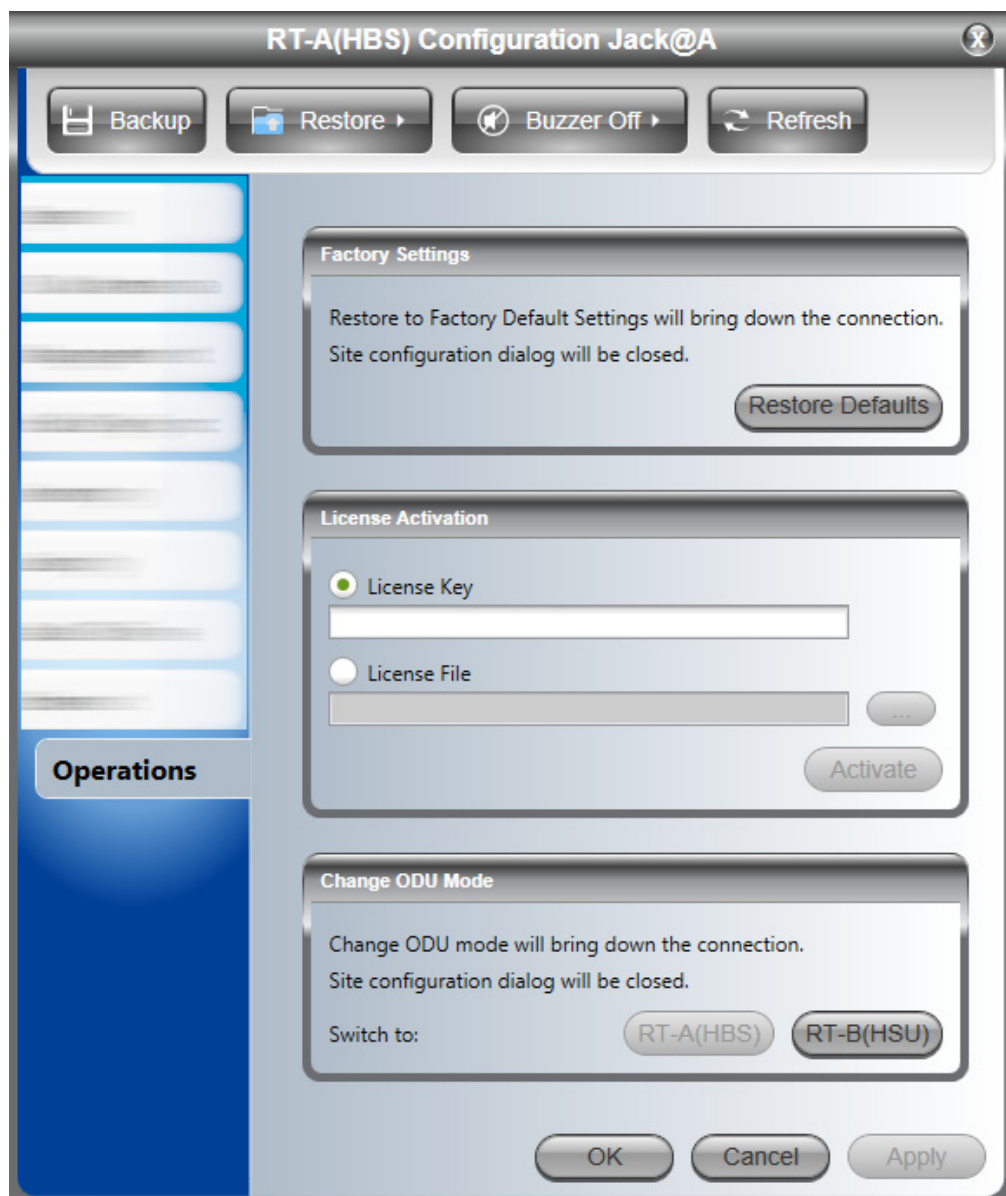 RT-A(HBS) Configuration Jack@A
Backup
Restore
Buzzer Off
Refresh
Factory Settings
Restore to Factory Default Settings will bring down the connection.
Site configuration dialog will be closed.
Restore Defaults
License Activation
License Key
License File
...
Activate
Operations
Change ODU Mode
Change ODU mode will bring down the connection.
Site configuration dialog will be closed.
Switch to: RT-A(HBS) RT-B(HSU)
OK Cancel Apply